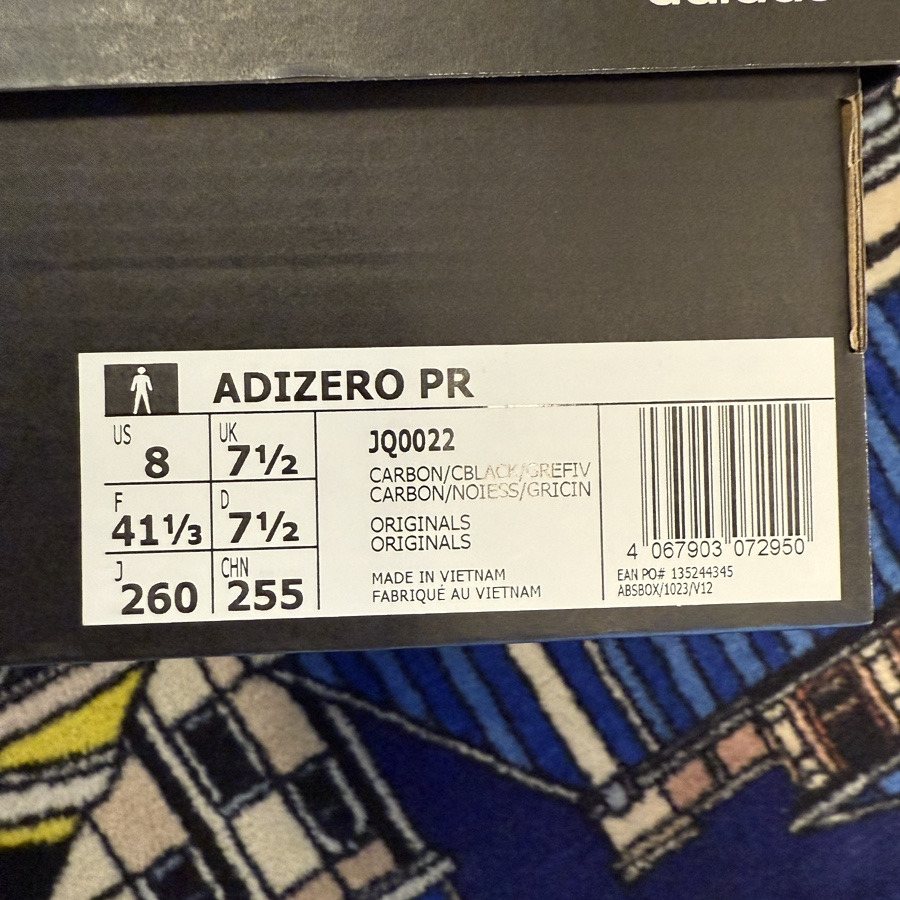 adidas
ADIZERO PR
US 8 UK 7½
F 41⅓ D 7½
J 260 CHN 255
JQ0022
CARBON/CBLACK/GREFIV
CARBON/NOIESS/GRICIN
ORIGINALS
ORIGINALS
MADE IN VIETNAM
FABRIQUÉ AU VIETNAM
4 067903 072950
EAN PO# 135244345
ABSBOX/1023/V12